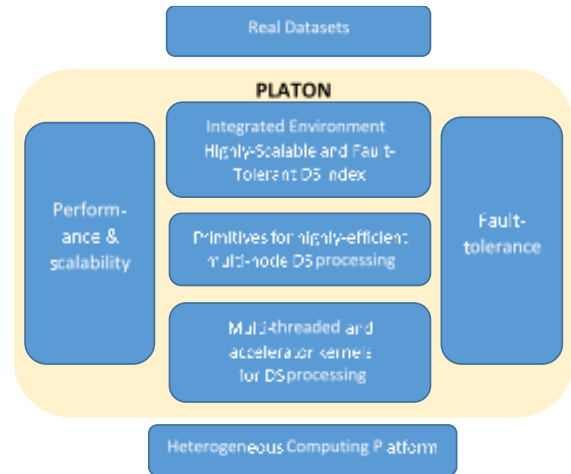 Real Datasets
PLATON
Integrated Environment
Highly-Scalable and Fault-
Tolerant DS Index
Perform-
ance &
scalability
Primitives for highly-efficient
multi-node DS processing
Fault-
tolerance
Multi-threaded and
accelerator kernels
for DS processing
Heterogeneous Computing Platform